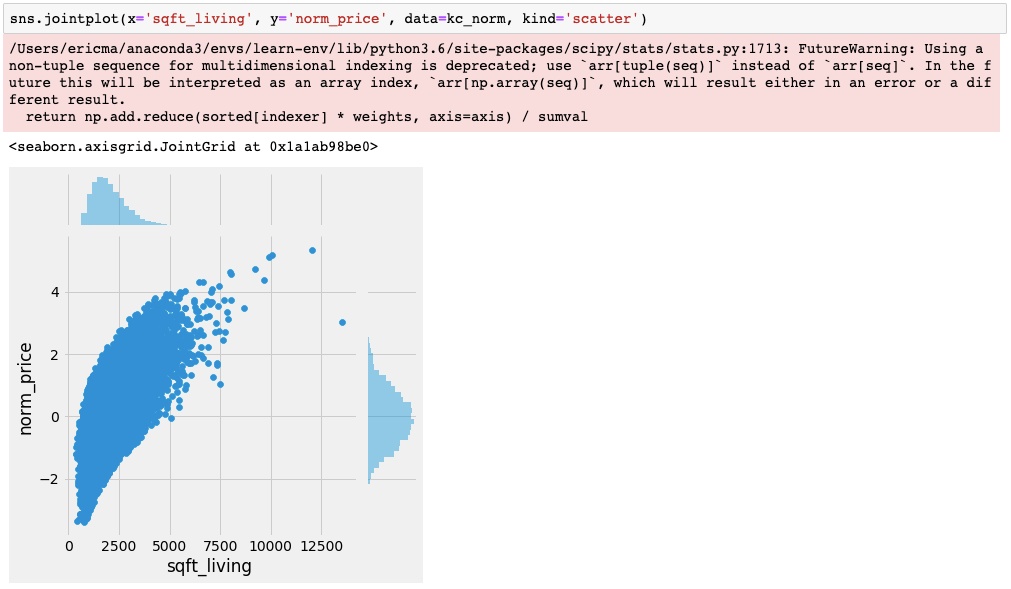 sns.jointplot(x='sqft_living', y='norm_price', data=kc_norm, kind='scatter')
/Users/ericma/anaconda3/envs/learn-env/lib/python3.6/site-packages/scipy/stats/stats.py:1713: FutureWarning: Using a
non-tuple sequence for multidimensional indexing is deprecated; use `arr[tuple(seq)]` instead of `arr[seq]`. In the f
uture this will be interpreted as an array index, `arr[np.array(seq)]`, which will result either in an error or a dif
ferent result.
  return np.add.reduce(sorted[indexer] * weights, axis=axis) / sumval
<seaborn.axisgrid.JointGrid at 0x1a1ab98be0>
4
2
norm_price
0
−2
0 2500 5000 7500 10000 12500
sqft_living